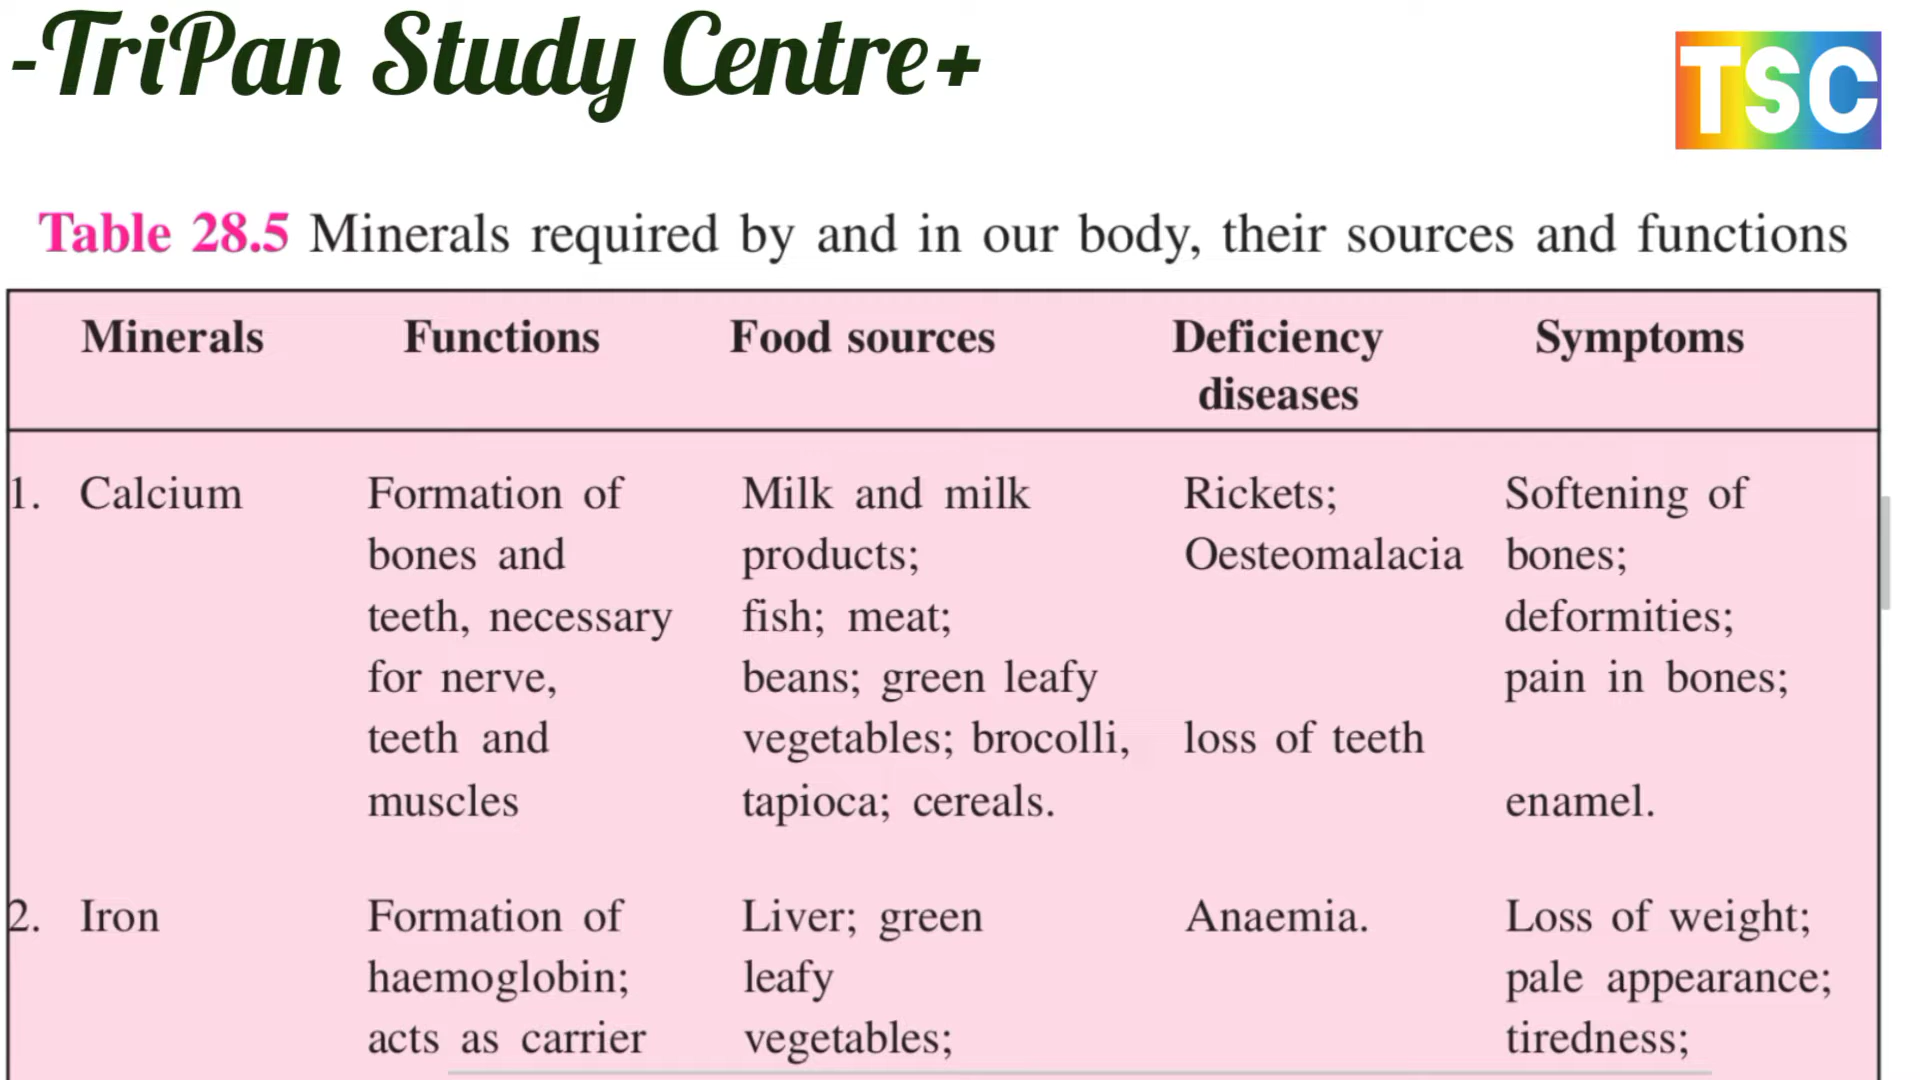 -TriPan Study Centre+
TSC
Table 28.5 Minerals required by and in our body, their sources and functions
Minerals Functions Food sources Deficiency Symptoms
diseases
1. Calcium Formation of Milk and milk Rickets; Softening of
bones and products; Oesteomalacia bones;
teeth, necessary fish; meat; deformities;
for nerve, beans; green leafy pain in bones;
teeth and vegetables; brocolli, loss of teeth
muscles tapioca; cereals. enamel.
2. Iron Formation of Liver; green Anaemia. Loss of weight;
haemoglobin; leafy pale appearance;
acts as carrier vegetables; tiredness;